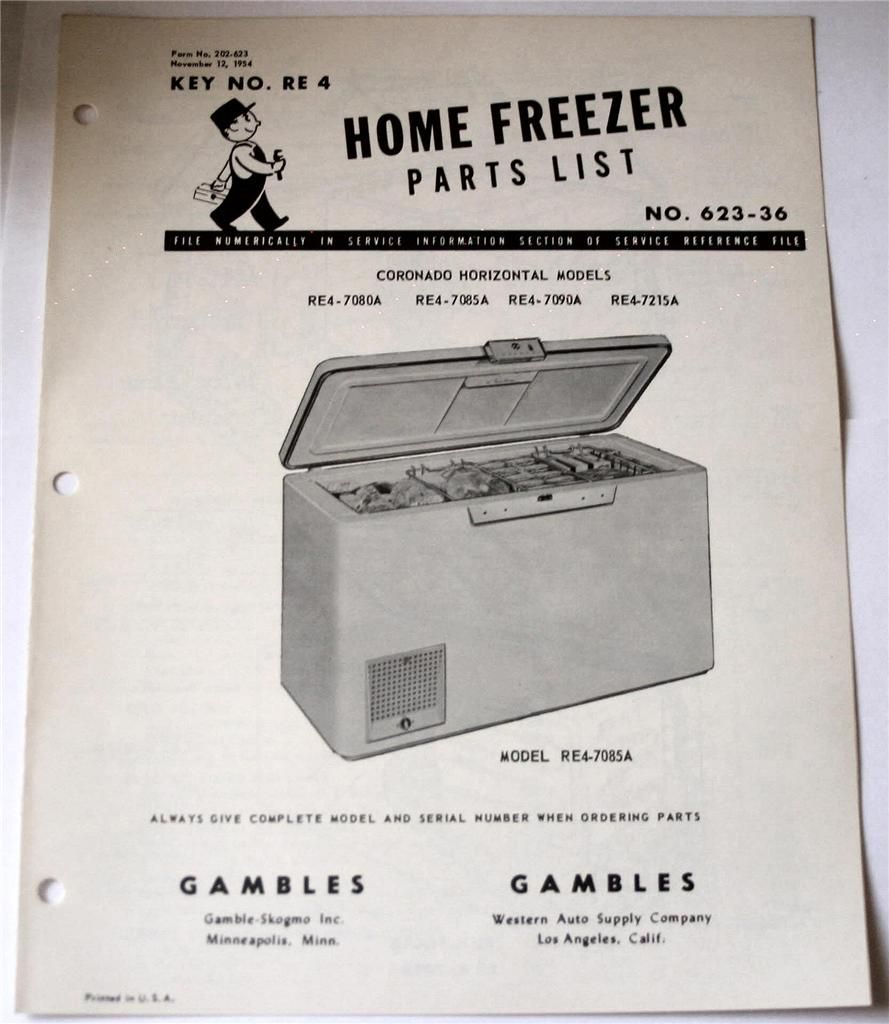 Form No. 202-623
November 12, 1954
KEY NO. RE 4
HOME FREEZER
PARTS LIST
NO. 623-36
FILE NUMERICALLY IN SERVICE INFORMATION SECTION OF SERVICE REFERENCE FILE
CORONADO HORIZONTAL MODELS
RE4-7080A RE4-7085A RE4-7090A RE4-7215A
MODEL RE4-7085A
ALWAYS GIVE COMPLETE MODEL AND SERIAL NUMBER WHEN ORDERING PARTS
GAMBLES
Gamble-Skogmo Inc.
Minneapolis, Minn.
GAMBLES
Western Auto Supply Company
Los Angeles, Calif.
Printed in U.S.A.